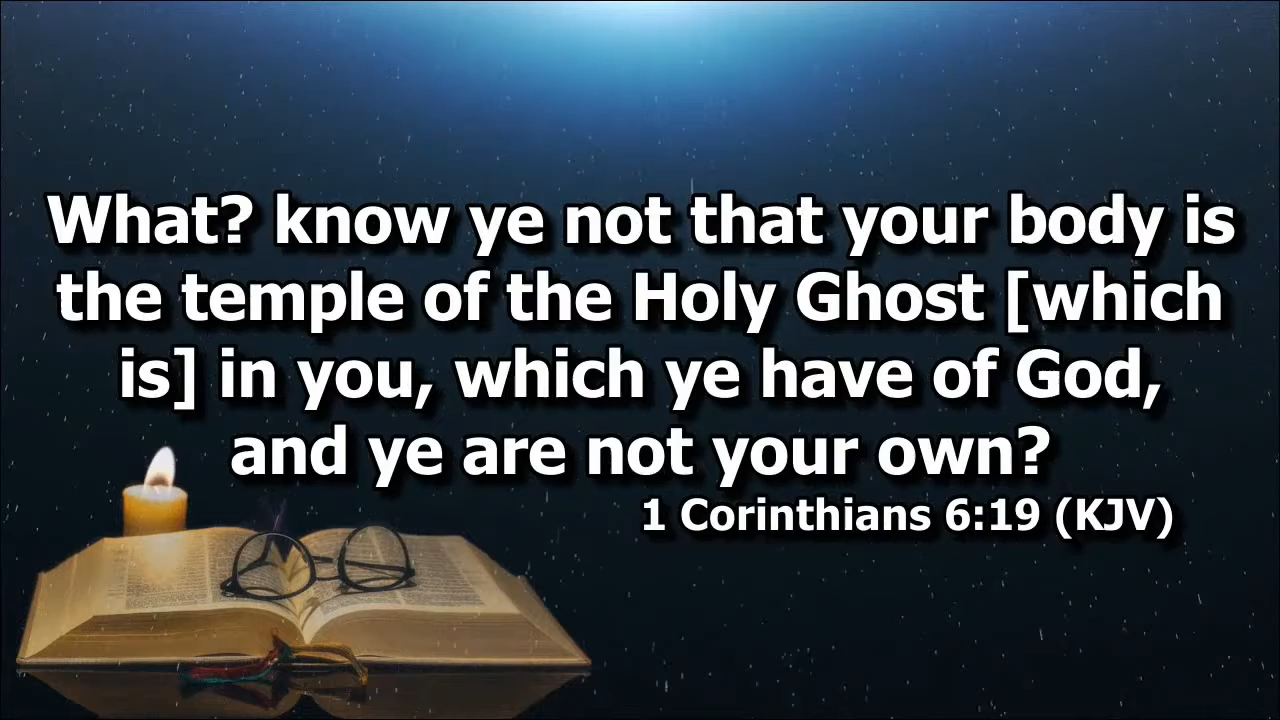 What? know ye not that your body is
the temple of the Holy Ghost [which
is] in you, which ye have of God,
and ye are not your own?
1 Corinthians 6:19 (KJV)